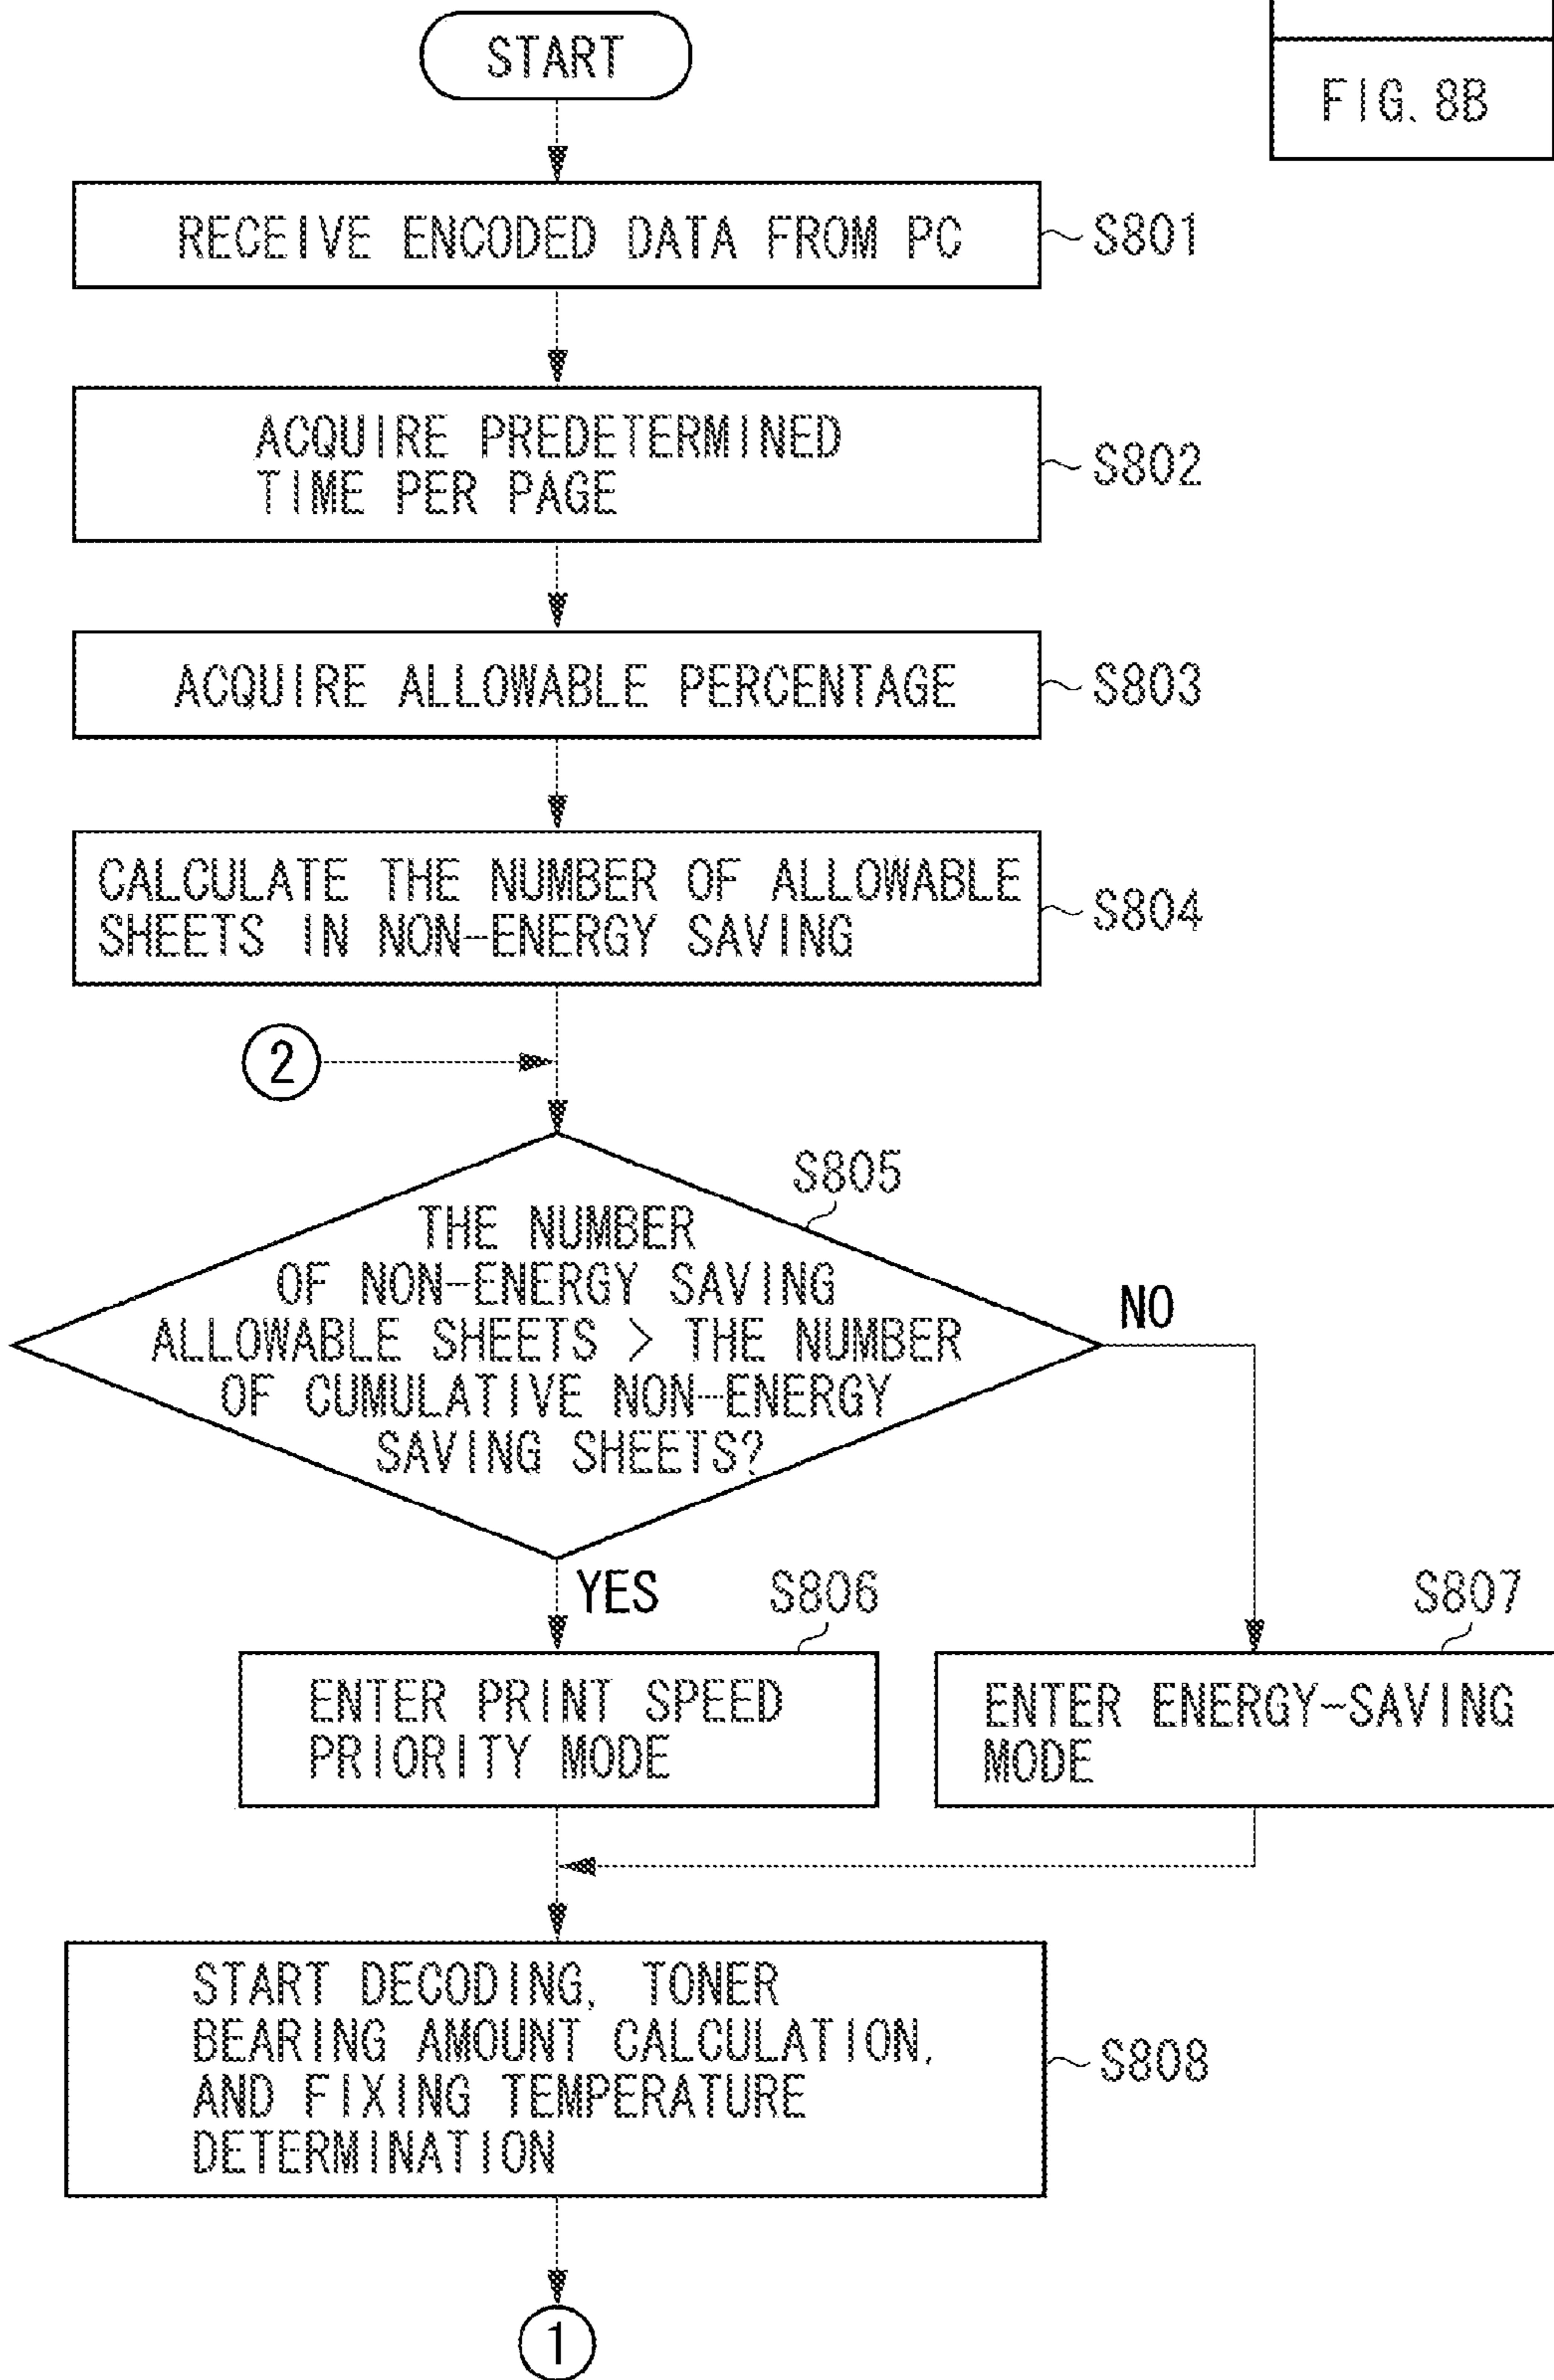 FIG. 8B
START
RECEIVE ENCODED DATA FROM PC
S801
ACQUIRE PREDETERMINED
TIME PER PAGE
S802
ACQUIRE ALLOWABLE PERCENTAGE
S803
CALCULATE THE NUMBER OF ALLOWABLE
SHEETS IN NON-ENERGY SAVING
S804
2
S805
THE NUMBER
OF NON-ENERGY SAVING
ALLOWABLE SHEETS > THE NUMBER
OF CUMULATIVE NON-ENERGY
SAVING SHEETS?
NO
YES
S806
ENTER PRINT SPEED
PRIORITY MODE
S807
ENTER ENERGY-SAVING
MODE
START DECODING, TONER
BEARING AMOUNT CALCULATION,
AND FIXING TEMPERATURE
DETERMINATION
S808
1